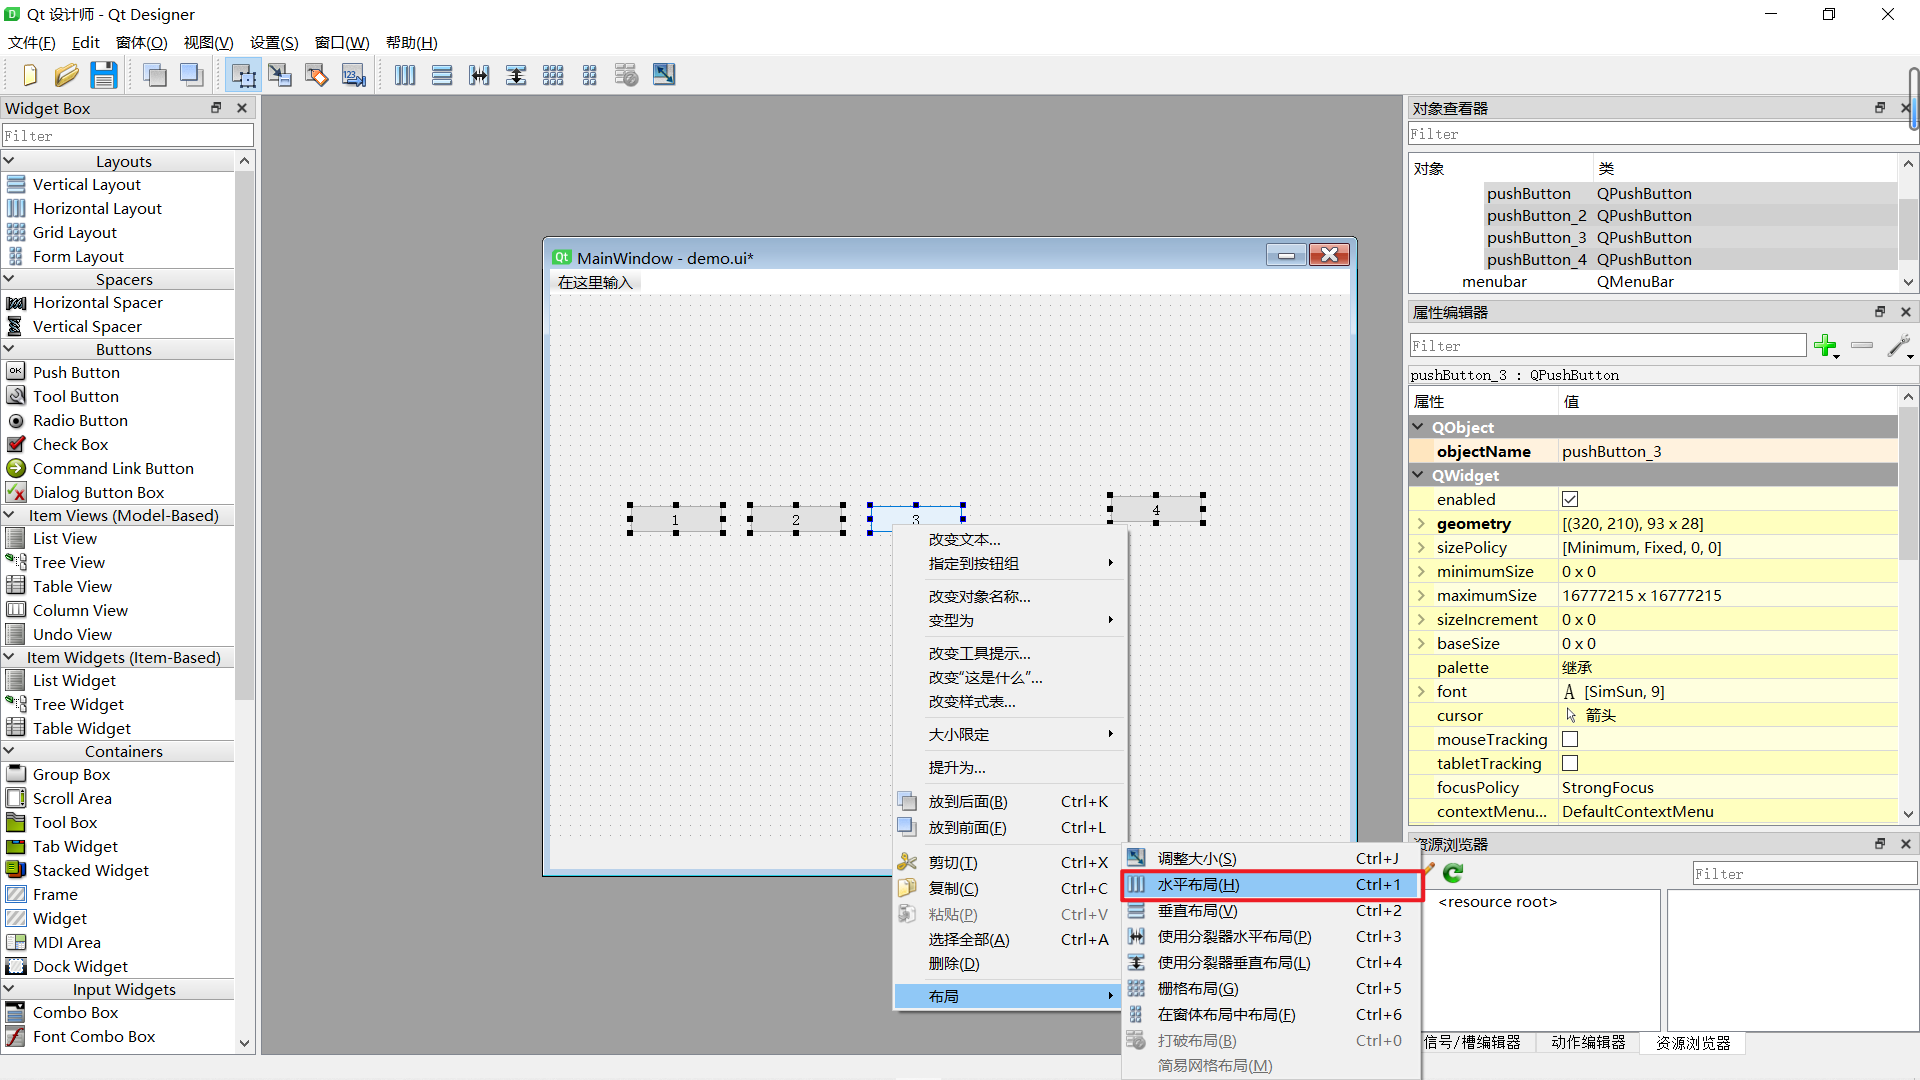 Qt 设计师 - Qt Designer
文件(F) Edit 窗体(O) 视图(V) 设置(S) 窗口(W) 帮助(H)
Widget Box
Filter
Layouts
Vertical Layout
Horizontal Layout
Grid Layout
Form Layout
Spacers
Horizontal Spacer
Vertical Spacer
Buttons
Push Button
Tool Button
Radio Button
Check Box
Command Link Button
Dialog Button Box
Item Views (Model-Based)
List View
Tree View
Table View
Column View
Undo View
Item Widgets (Item-Based)
List Widget
Tree Widget
Table Widget
Containers
Group Box
Scroll Area
Tool Box
Tab Widget
Stacked Widget
Frame
Widget
MDI Area
Dock Widget
Input Widgets
Combo Box
Font Combo Box
MainWindow - demo.ui*
在这里输入
1 2 3 4
改变文本...
指定到按钮组
改变对象名称...
变型为
改变工具提示...
改变“这是什么”...
改变样式表...
大小限定
提升为...
放到后面(B) Ctrl+K
放到前面(F) Ctrl+L
剪切(T) Ctrl+X
复制(C) Ctrl+C
粘贴(P) Ctrl+V
选择全部(A) Ctrl+A
删除(D)
布局
调整大小(S) Ctrl+J
水平布局(H) Ctrl+1
垂直布局(V) Ctrl+2
使用分裂器水平布局(P) Ctrl+3
使用分裂器垂直布局(L) Ctrl+4
栅格布局(G) Ctrl+5
在窗体布局中布局(F) Ctrl+6
打破布局(B) Ctrl+0
简易网格布局(M)
对象查看器
Filter
对象 类
pushButton QPushButton
pushButton_2 QPushButton
pushButton_3 QPushButton
pushButton_4 QPushButton
menubar QMenuBar
属性编辑器
Filter
pushButton_3 : QPushButton
属性 值
QObject
objectName pushButton_3
QWidget
enabled
geometry [(320, 210), 93 x 28]
sizePolicy [Minimum, Fixed, 0, 0]
minimumSize 0 x 0
maximumSize 16777215 x 16777215
sizeIncrement 0 x 0
baseSize 0 x 0
palette 继承
font A [SimSun, 9]
cursor 箭头
mouseTracking
tabletTracking
focusPolicy StrongFocus
contextMenu... DefaultContextMenu
资源浏览器
Filter
<resource root>
信号/槽编辑器 动作编辑器 资源浏览器